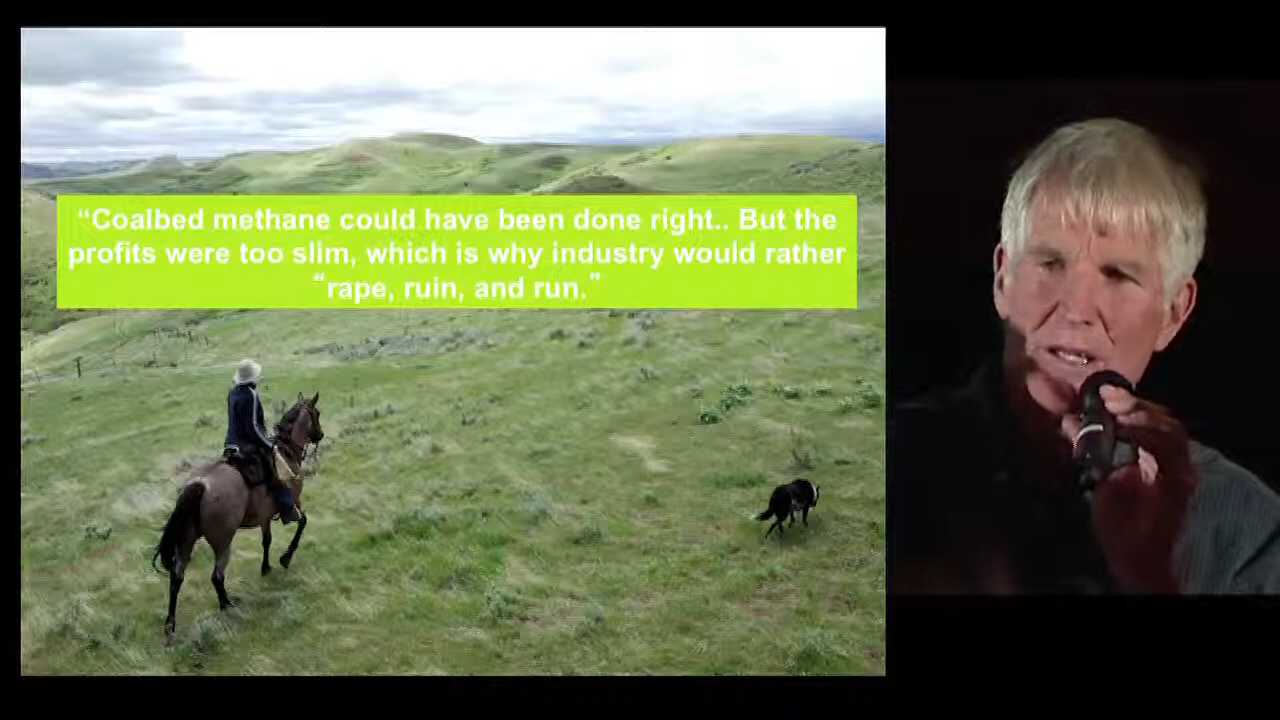 “Coalbed methane could have been done right.. But the
profits were too slim, which is why industry would rather
“rape, ruin, and run.”